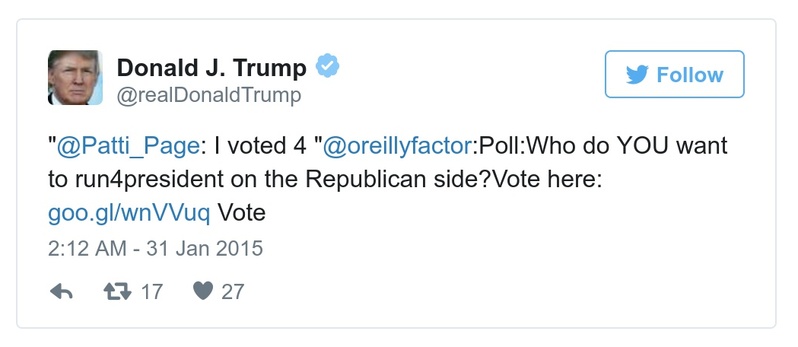 Donald J. Trump
@realDonaldTrump
Follow
"@Patti_Page: I voted 4 "@oreillyfactor:Poll:Who do YOU want
to run4president on the Republican side?Vote here:
goo.gl/wnVVuq Vote
2:12 AM - 31 Jan 2015
17 27